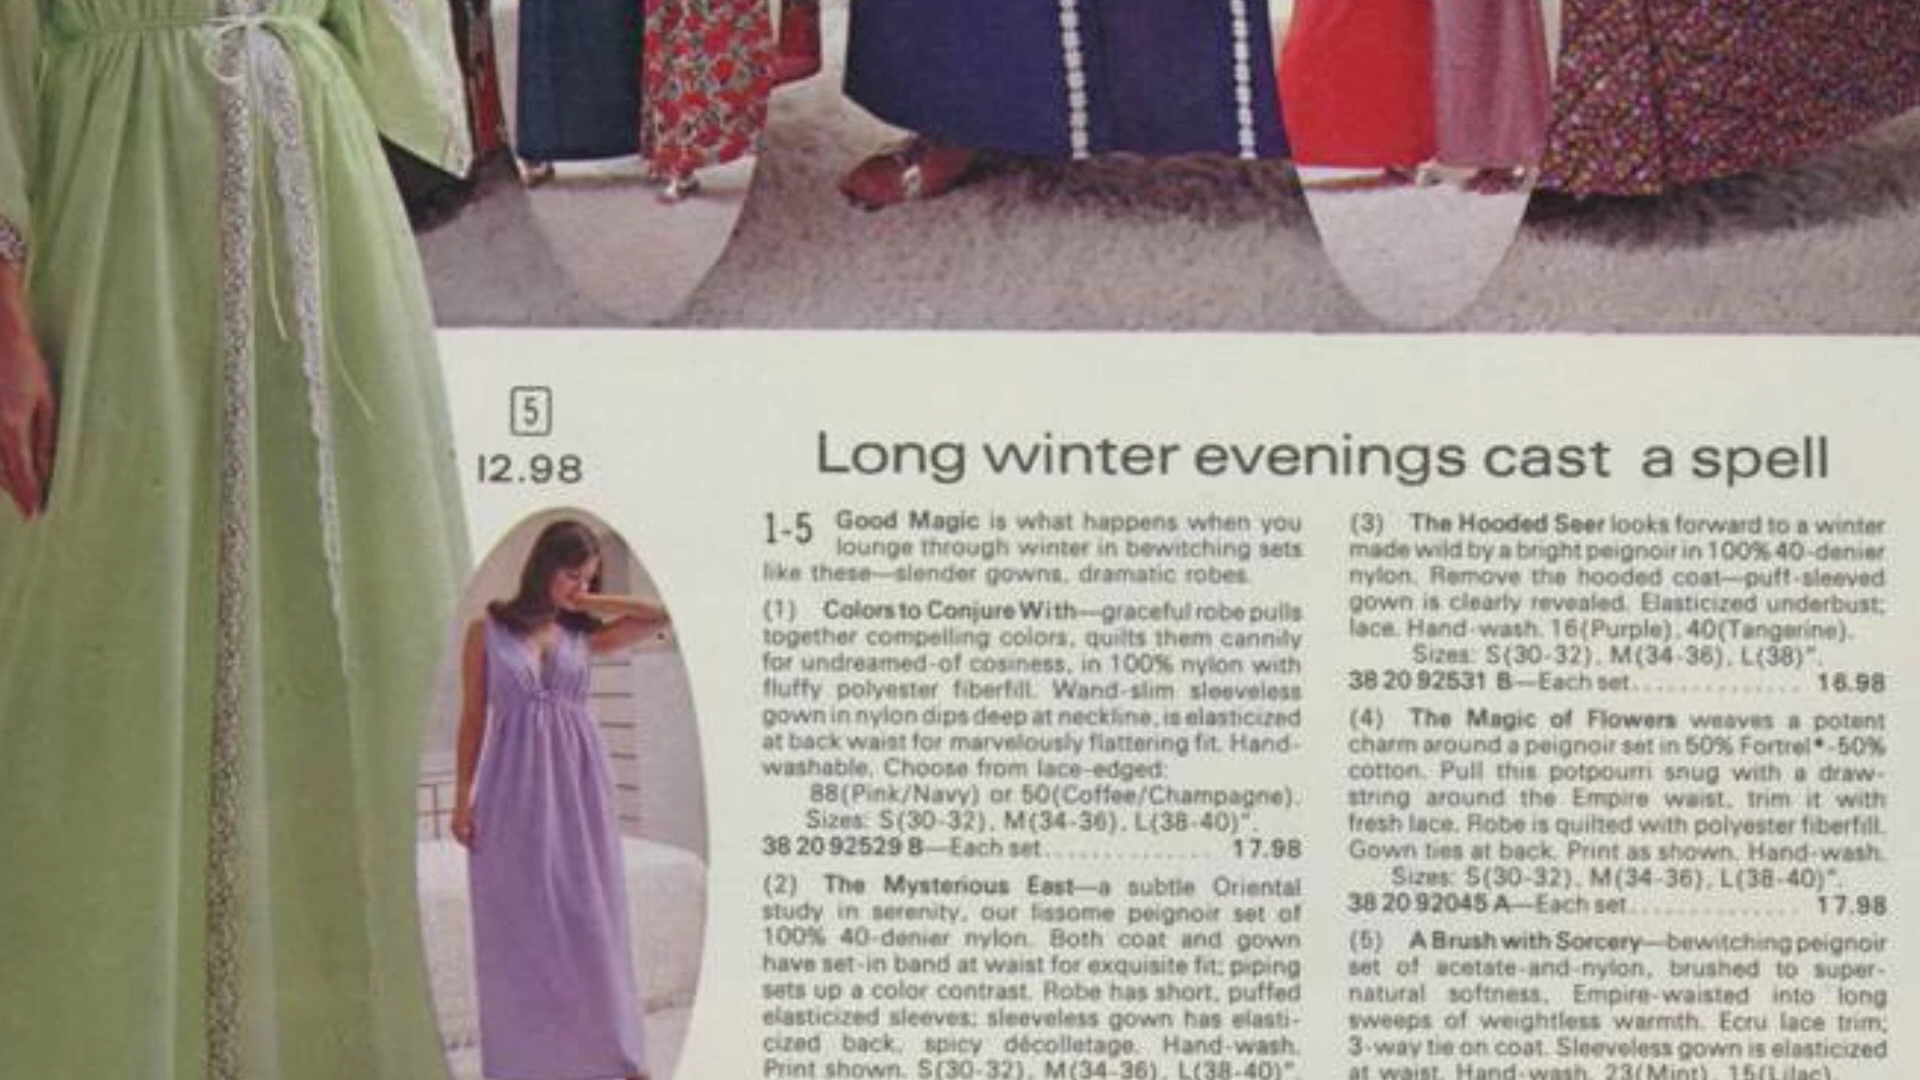 5
12.98
Long winter evenings cast a spell
1-5 Good Magic is what happens when you
lounge through winter in bewitching sets
like these—slender gowns, dramatic robes.
(1) Colors to Conjure With—graceful robe pulls
together compelling colors, quilts them cannily
for undreamed-of cosiness, in 100% nylon with
fluffy polyester fiberfill. Wand-slim sleeveless
gown in nylon dips deep at neckline, is elasticized
at back waist for marvelously flattering fit. Hand-
washable. Choose from lace-edged:
88(Pink/Navy) or 50(Coffee/Champagne).
Sizes: S(30-32), M(34-36), L(38-40)".
38 20 92529 B—Each set.............. 17.98
(2) The Mysterious East—a subtle Oriental
study in serenity, our lissome peignoir set of
100% 40-denier nylon. Both coat and gown
have set-in band at waist for exquisite fit; piping
sets up a color contrast. Robe has short, puffed
elasticized sleeves; sleeveless gown has elasti-
cized back, spicy décolletage. Hand-wash.
Print shown. S(30-32), M(34-36), L(38-40)".
(3) The Hooded Seer looks forward to a winter
made wild by a bright peignoir in 100% 40-denier
nylon. Remove the hooded coat—puff-sleeved
gown is clearly revealed. Elasticized underbust;
lace. Hand-wash. 16(Purple), 40(Tangerine).
Sizes: S(30-32), M(34-36), L(38)".
38 20 92531 B—Each set.............. 16.98
(4) The Magic of Flowers weaves a potent
charm around a peignoir set in 50% Fortrel*-50%
cotton. Pull this potpourri snug with a draw-
string around the Empire waist, trim it with
fresh lace. Robe is quilted with polyester fiberfill.
Gown ties at back. Print as shown. Hand-wash.
Sizes: S(30-32), M(34-36), L(38-40)".
38 20 92045 A—Each set.............. 17.98
(5) A Brush with Sorcery—bewitching peignoir
set of acetate-and-nylon, brushed to super-
natural softness. Empire-waisted into long
sweeps of weightless warmth. Ecru lace trim;
3-way tie on coat. Sleeveless gown is elasticized
at waist. Hand-wash. 23(Mint), 15(Lilac).